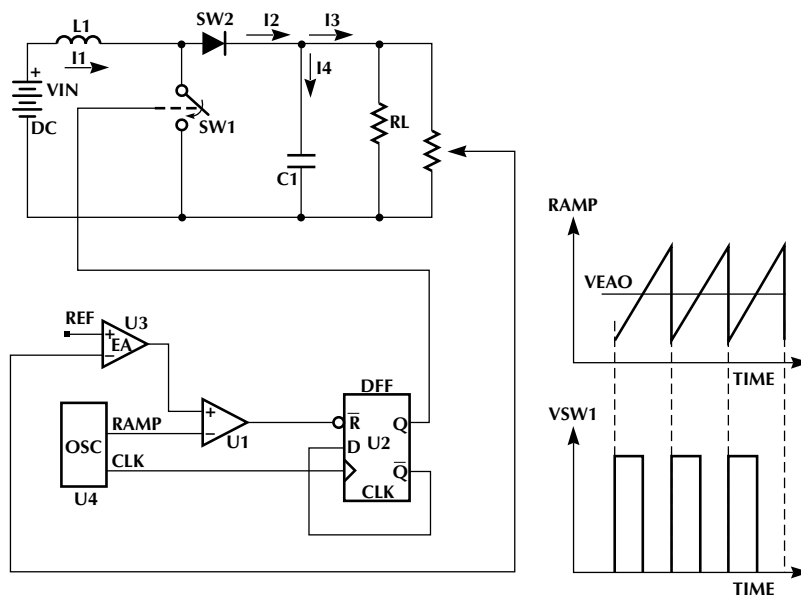 L1
SW2
I2
I3
I1
I4
+
VIN
DC
SW1
RL
C1
REF
U3
+
EA
−
DFF
RAMP
+
−
U1
R
Q
D
U2
Q
OSC
CLK
CLK
U4
RAMP
VEAO
TIME
VSW1
TIME